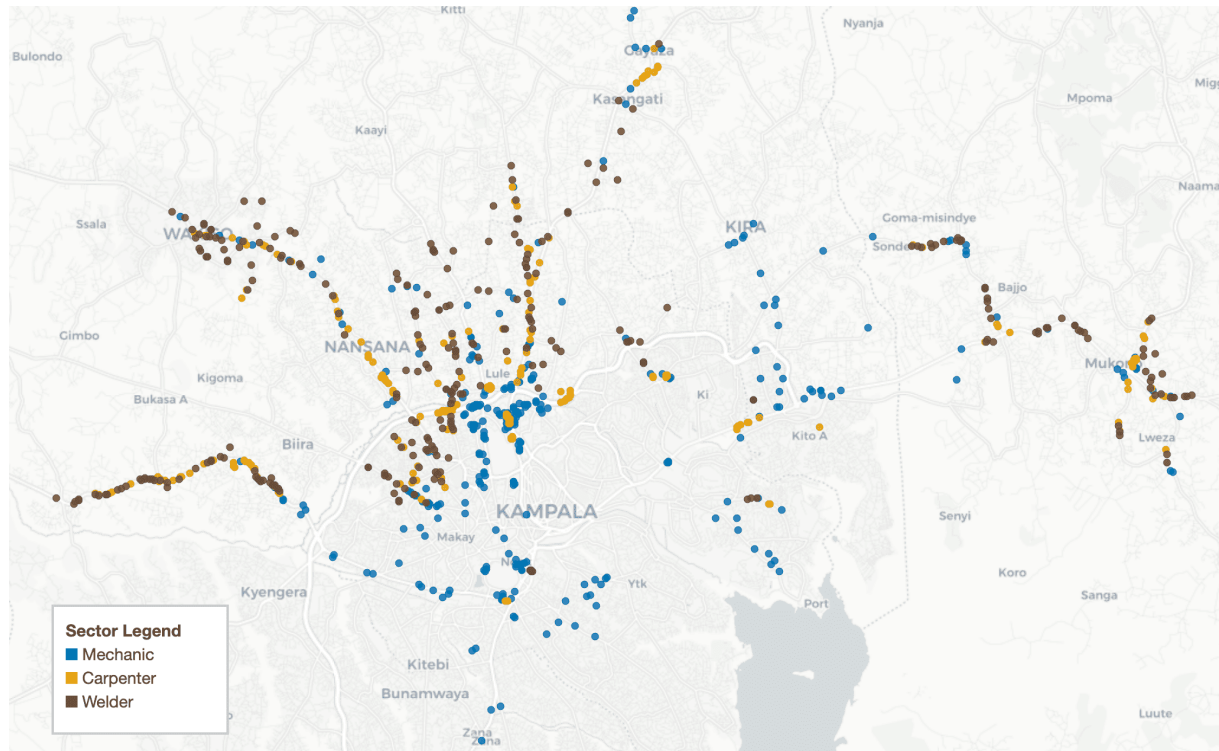 Kitti
Nyanja
Bulondo
Gayaza
Migg
Kasangati
Mpoma
Kaayi
Naama
Ssala
KIRA
Goma-misindye
Bajjo
Gimbo
NANSANA
Lule
Mukono
Kigoma
Bukasa A
Ki
Biira
Kito A
Lweza
KAMPALA
Senyi
Makay
Koro
Ytk
Kyengera
Port
Sanga
Sector Legend
Mechanic
Carpenter
Welder
Kitebi
Bunamwaya
Luute
Zana
Zana